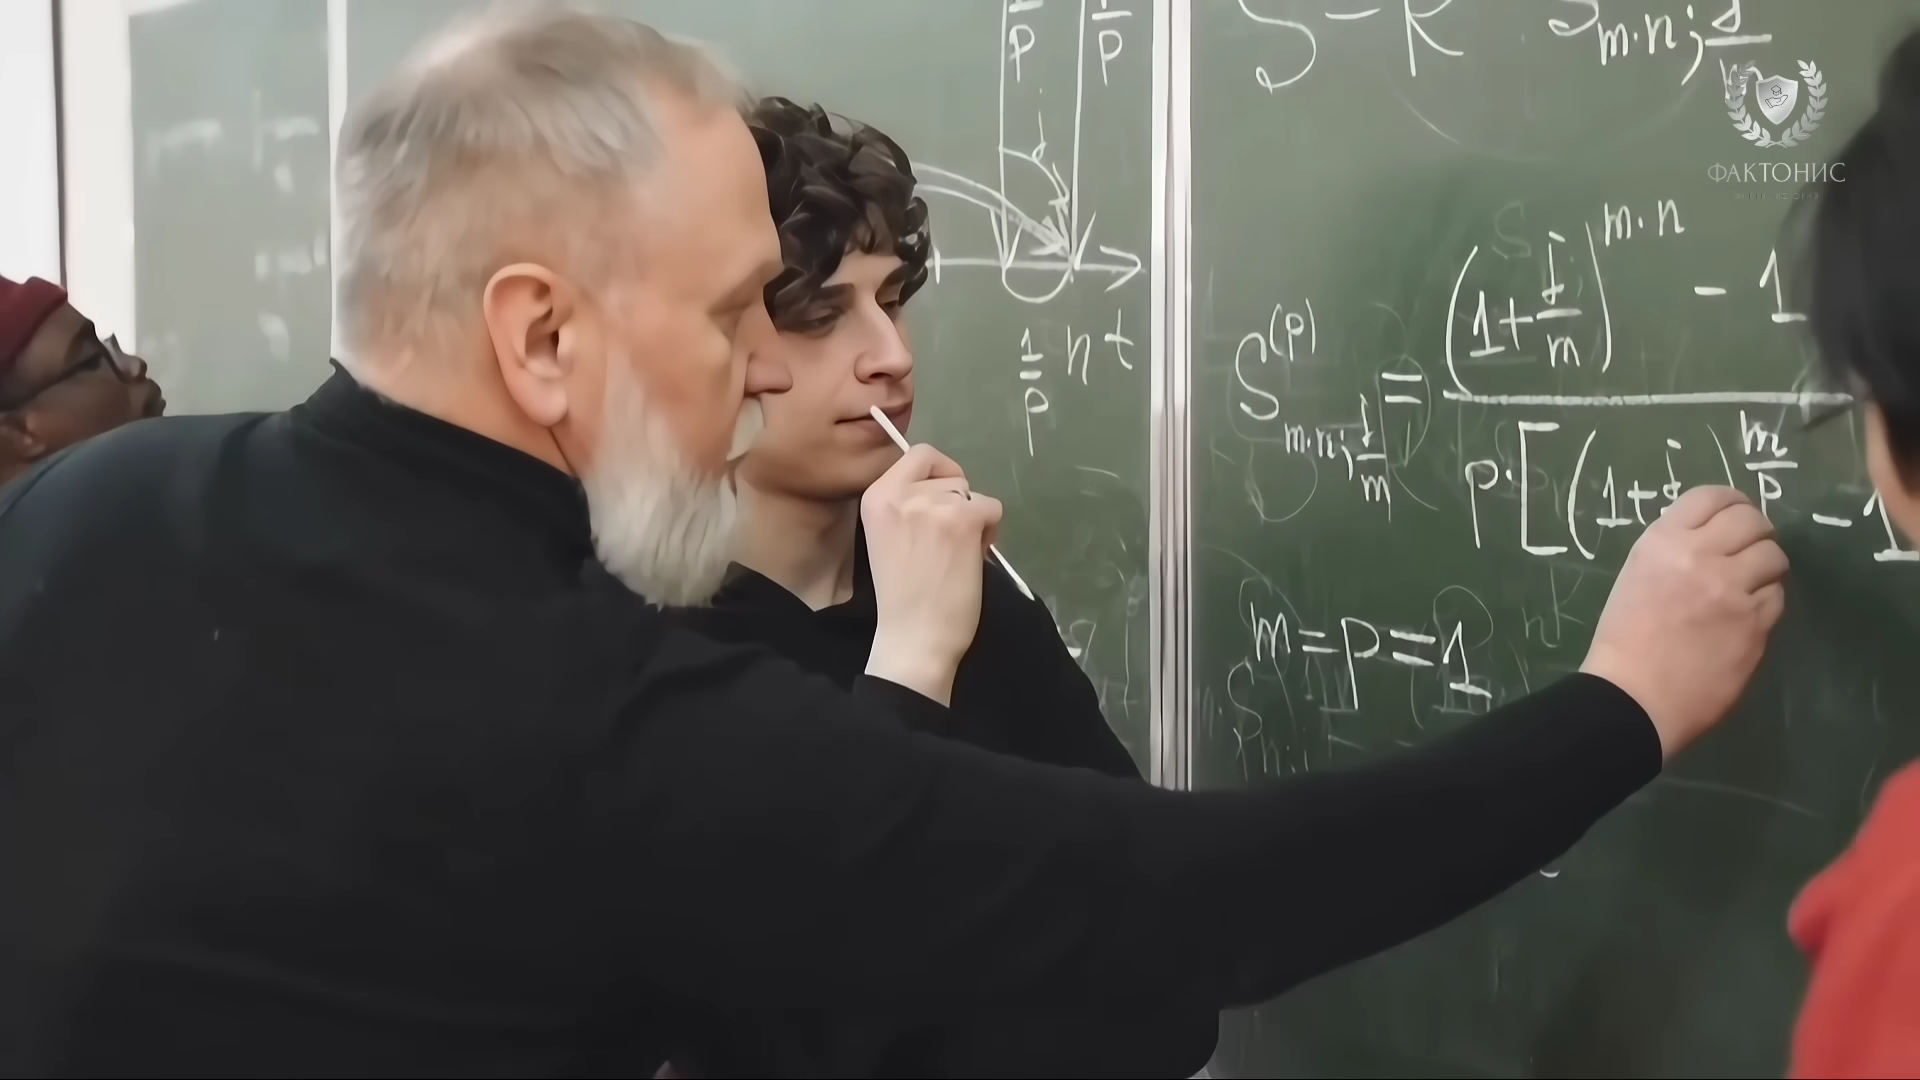 1/p 1/p
S - R S m·n; j/m
ФАКТОНИС
j
1/p n t
S^(p) m·n; j/m = ((1+j/m)^m·n - 1
p·[(1+j )^m/p - 1
m=p=1